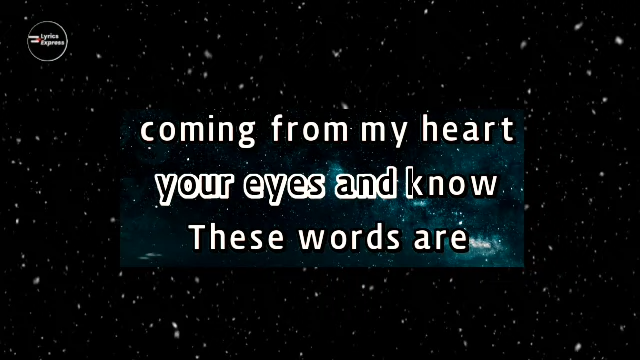 Lyrics
Express
coming from my heart
your eyes and know
These words are